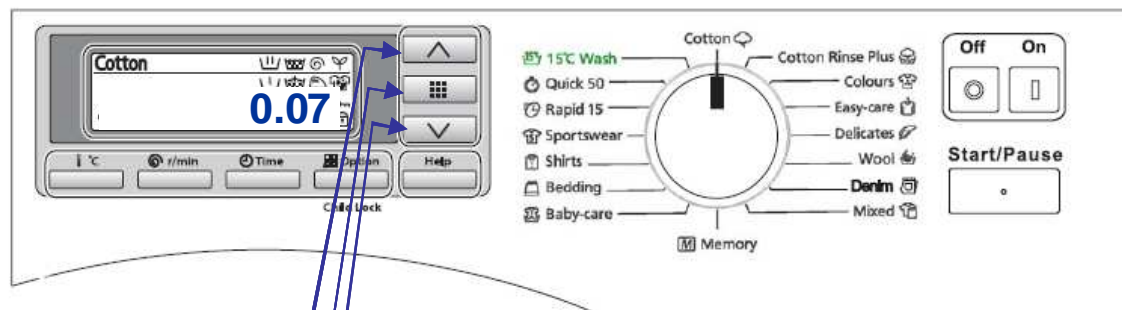 Cotton
0.07
°C
r/min
Time
Option
Help
Child Lock
Cotton
15°C Wash
Quick 50
Rapid 15
Sportswear
Shirts
Bedding
Baby-care
M Memory
Cotton Rinse Plus
Colours
Easy-care
Delicates
Wool
Denim
Mixed
Off On
Start/Pause